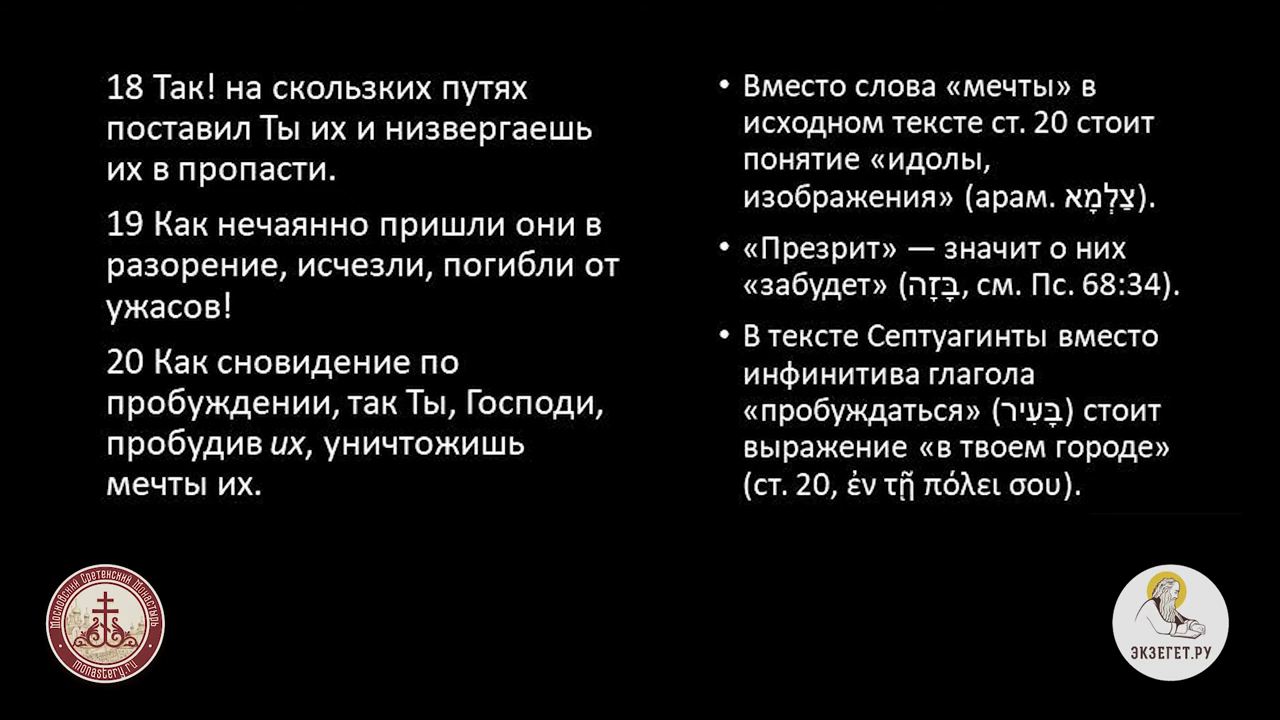 18 Так! на скользких путях
поставил Ты их и низвергаешь
их в пропасти.
19 Как нечаянно пришли они в
разорение, исчезли, погибли от
ужасов!
20 Как сновидение по
пробуждении, так Ты, Господи,
пробудив их, уничтожишь
мечты их.
• Вместо слова «мечты» в
исходном тексте ст. 20 стоит
понятие «идолы,
изображения» (арам. צַלְמָא).
• «Презрит» — значит о них
«забудет» (בָּזָה, см. Пс. 68:34).
• В тексте Септуагинты вместо
инфинитива глагола
«пробуждаться» (בָּעִיר) стоит
выражение «в твоем городе»
(ст. 20, ἐν τῇ πόλει σου).
Московский Сретенский Монастырь
monastery.ru
ЭКЗЕГЕТ.РУ